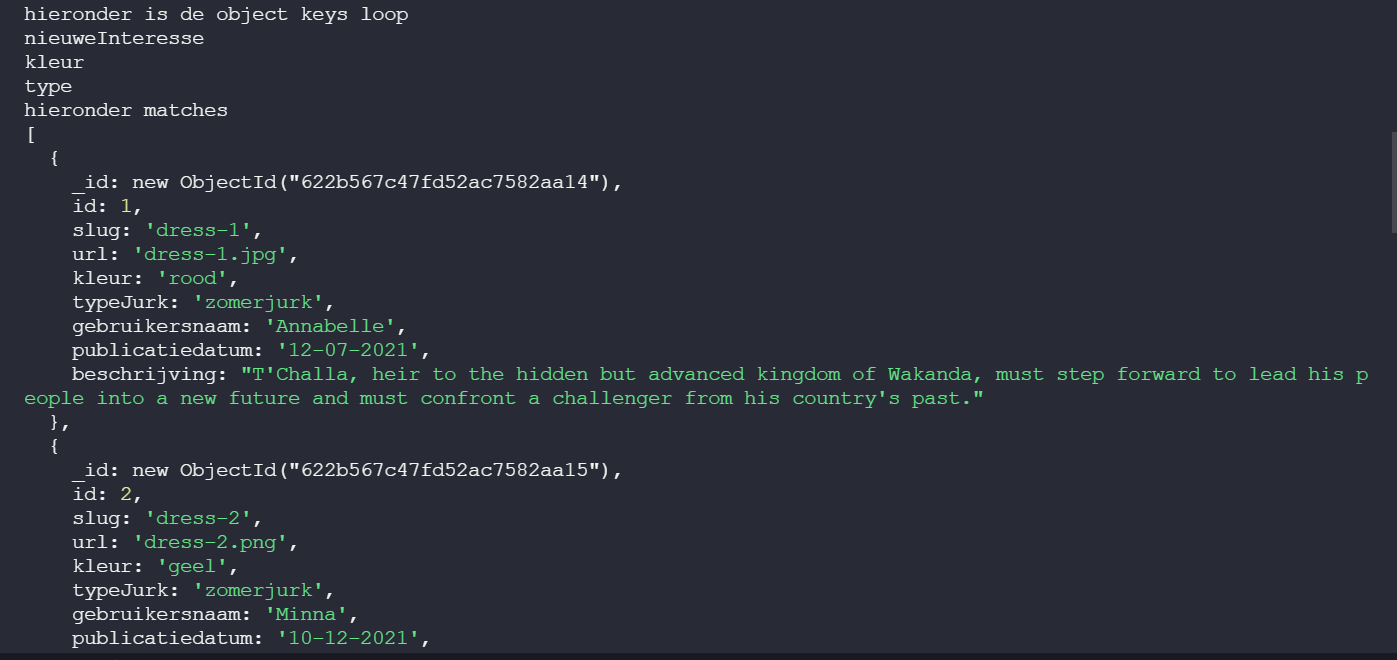 hieronder is de object keys loop
nieuweInteresse
kleur
type
hieronder matches
[
  {
    _id: new ObjectId("622b567c47fd52ac7582aa14"),
    id: 1,
    slug: 'dress-1',
    url: 'dress-1.jpg',
    kleur: 'rood',
    typeJurk: 'zomerjurk',
    gebruikersnaam: 'Annabelle',
    publicatiedatum: '12-07-2021',
    beschrijving: "T'Challa, heir to the hidden but advanced kingdom of Wakanda, must step forward to lead his p
eople into a new future and must confront a challenger from his country's past."
  },
  {
    _id: new ObjectId("622b567c47fd52ac7582aa15"),
    id: 2,
    slug: 'dress-2',
    url: 'dress-2.png',
    kleur: 'geel',
    typeJurk: 'zomerjurk',
    gebruikersnaam: 'Minna',
    publicatiedatum: '10-12-2021',